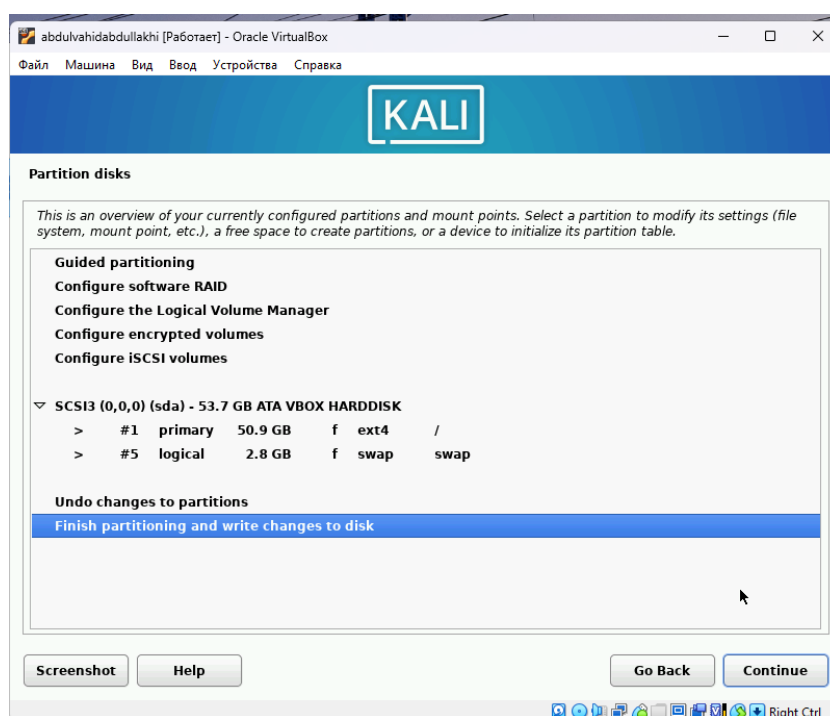 abdulvahidabdullakhi [Работает] - Oracle VirtualBox
Файл Машина Вид Ввод Устройства Справка
KALI
Partition disks
This is an overview of your currently configured partitions and mount points. Select a partition to modify its settings (file
system, mount point, etc.), a free space to create partitions, or a device to initialize its partition table.
Guided partitioning
Configure software RAID
Configure the Logical Volume Manager
Configure encrypted volumes
Configure iSCSI volumes
SCSI3 (0,0,0) (sda) - 53.7 GB ATA VBOX HARDDISK
> #1 primary 50.9 GB f ext4 /
> #5 logical 2.8 GB f swap swap
Undo changes to partitions
Finish partitioning and write changes to disk
Screenshot Help Go Back Continue
Right Ctrl